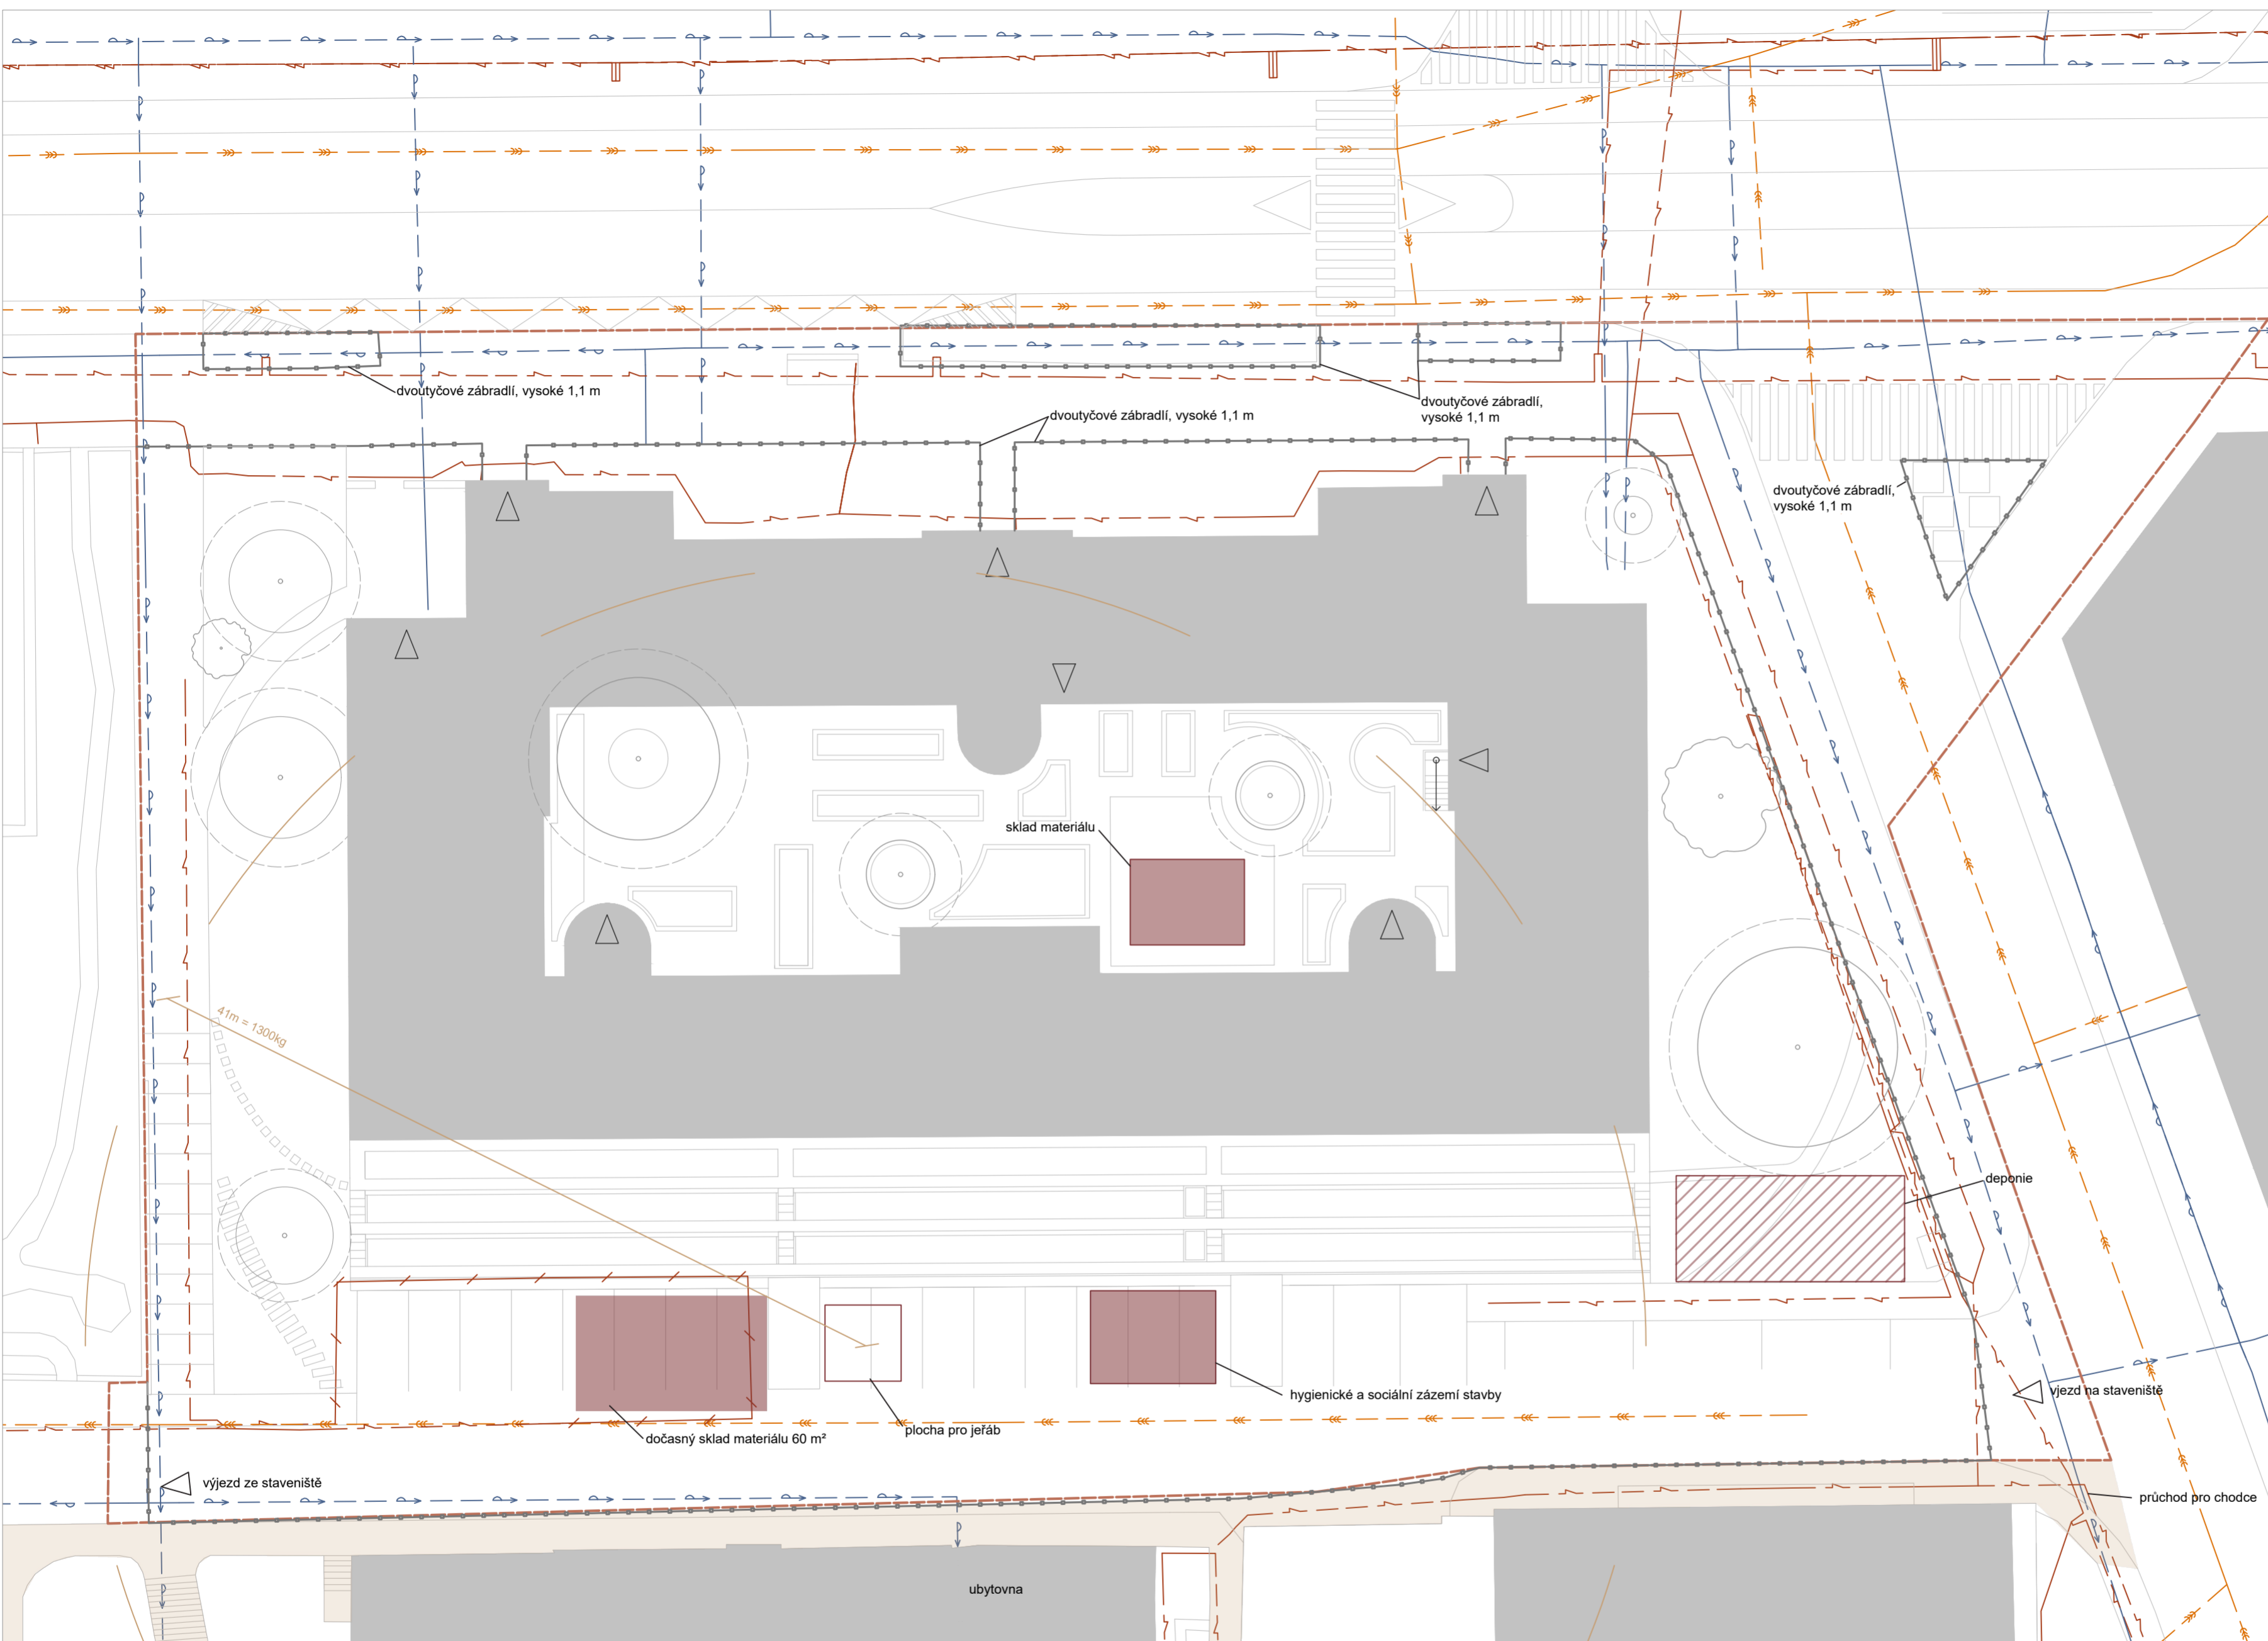 dvoutyčové zábradlí, vysoké 1,1 m
dvoutyčové zábradlí, vysoké 1,1 m
dvoutyčové zábradlí,
vysoké 1,1 m
dvoutyčové zábradlí,
vysoké 1,1 m
sklad materiálu
41m = 1300kg
deponie
hygienické a sociální zázemí stavby
vjezd na staveniště
plocha pro jeřáb
dočasný sklad materiálu 60 m²
výjezd ze staveniště
průchod pro chodce
ubytovna